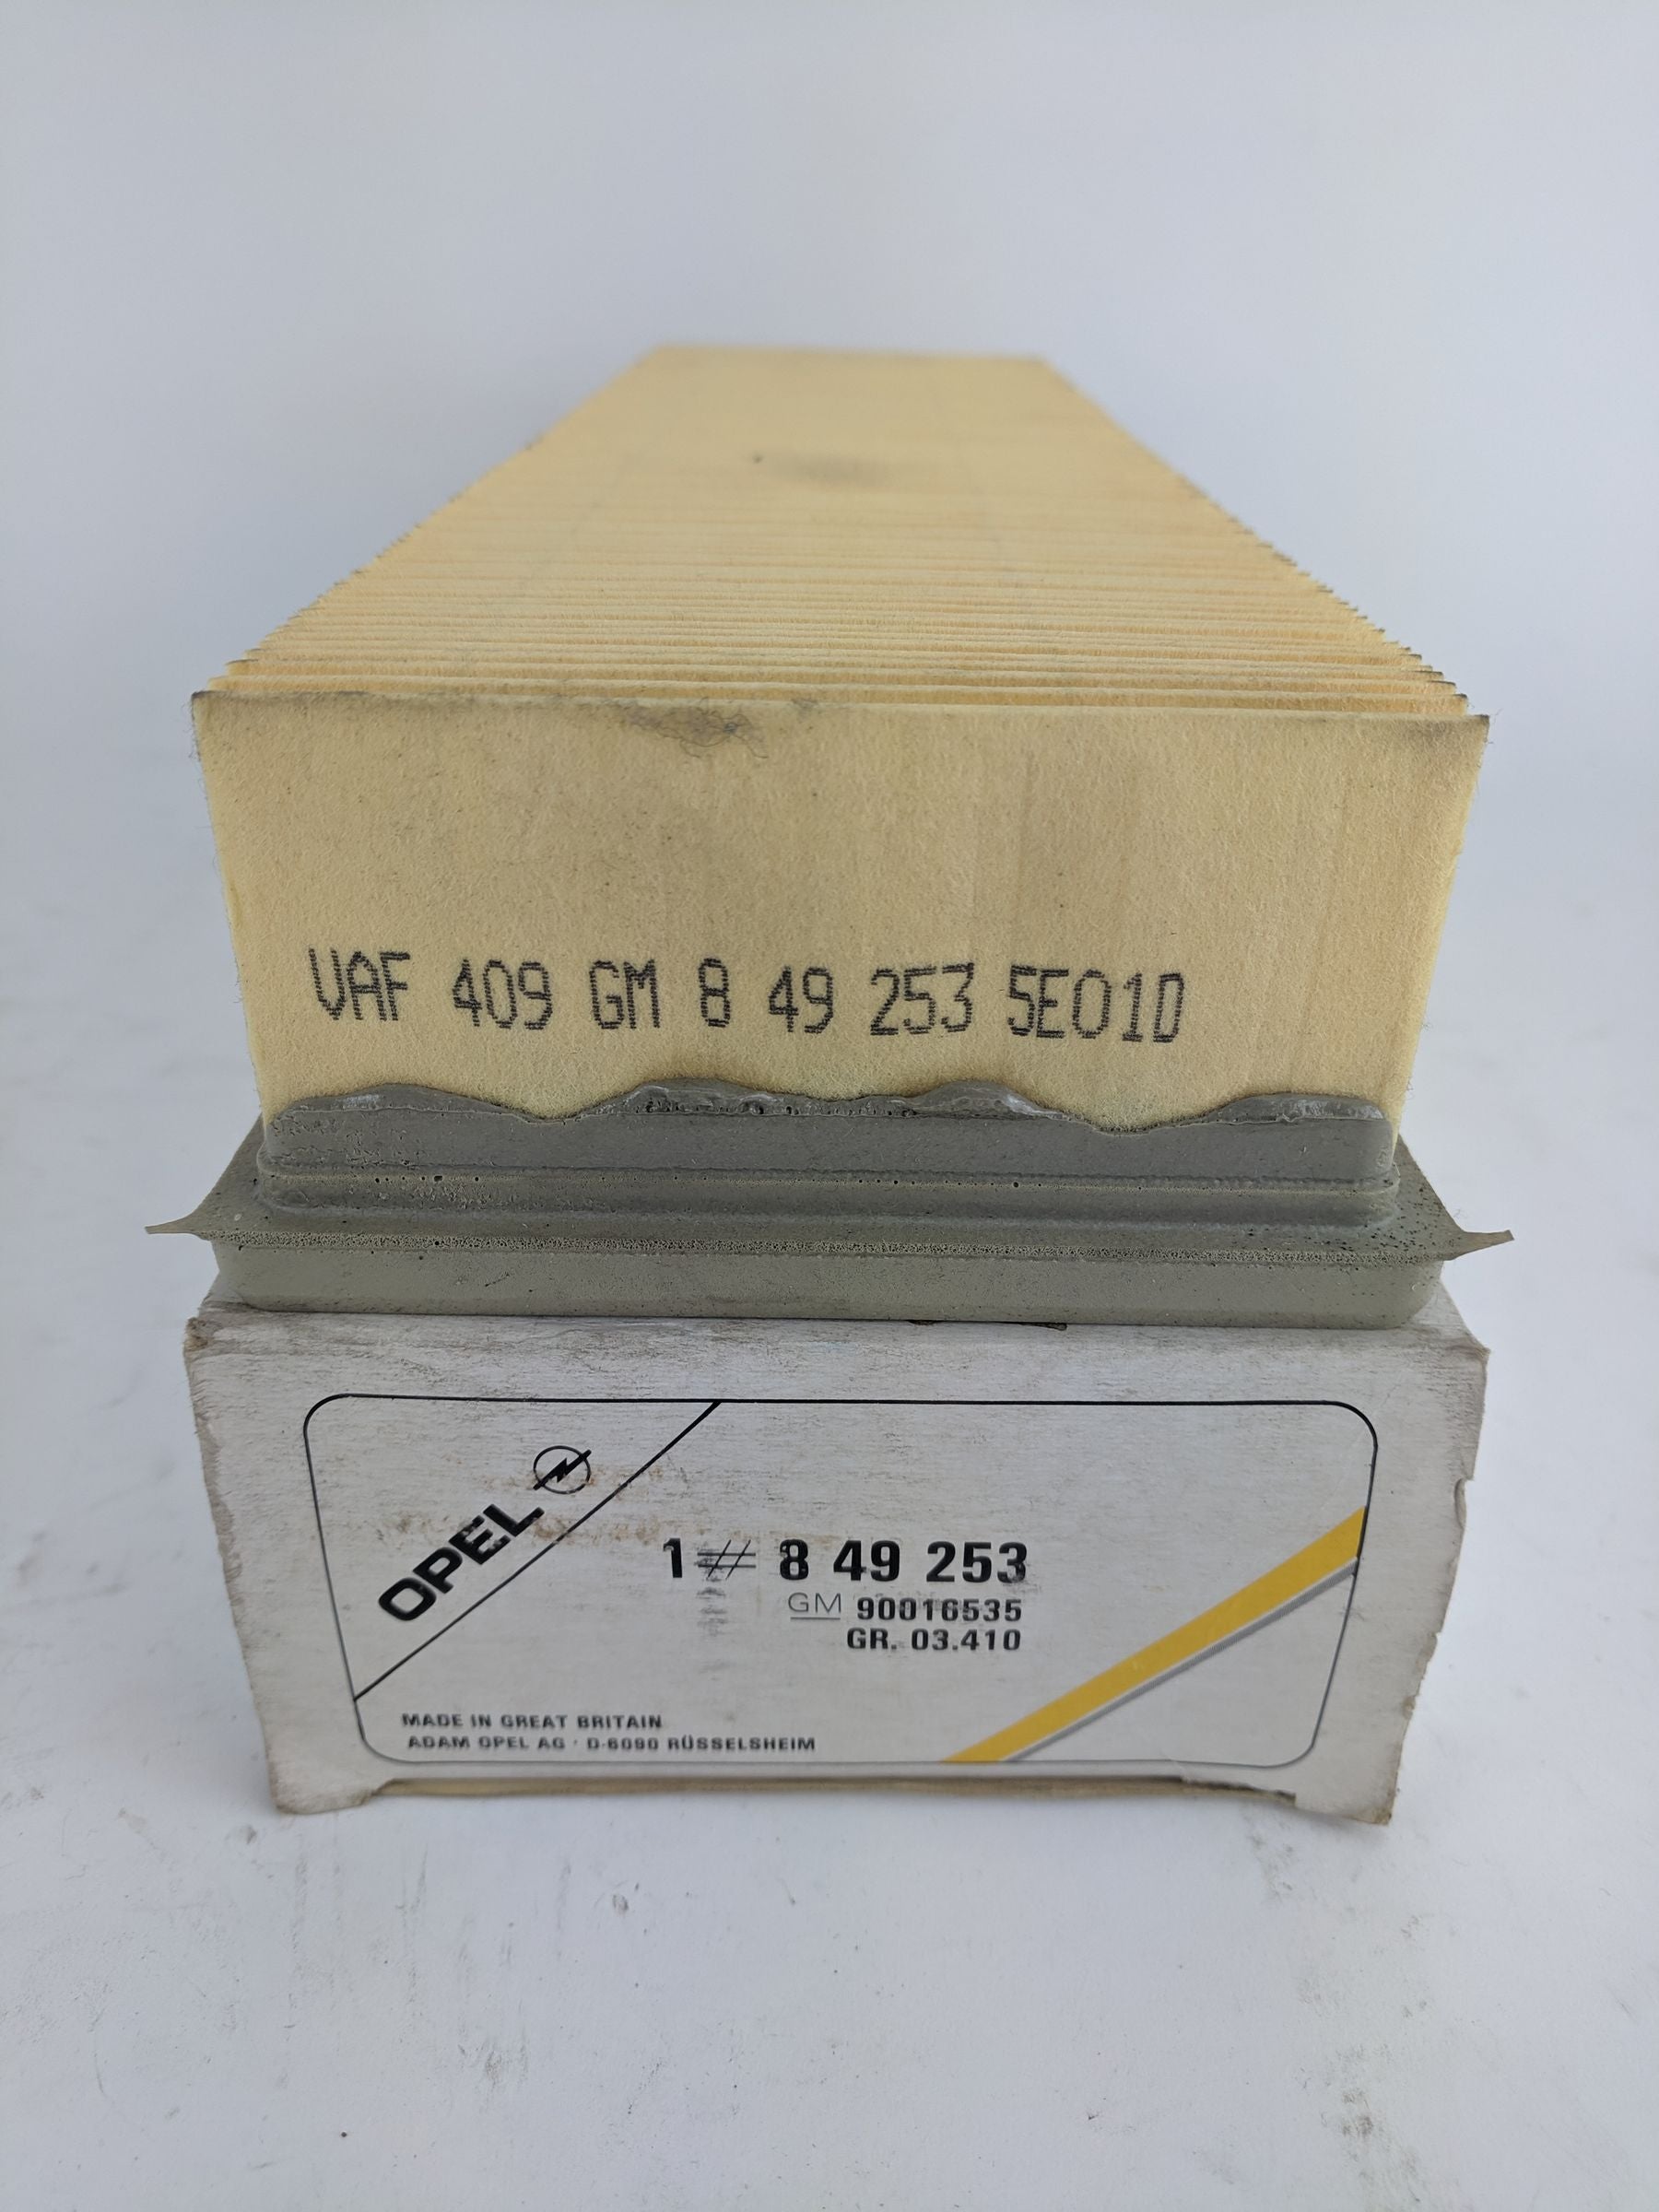 VAF 409 GM 8 49 253 5E01D
OPEL
1 8 49 253
GM 90016535
GR. 03.410
MADE IN GREAT BRITAIN
ADAM OPEL AG · D-6090 RÜSSELSHEIM